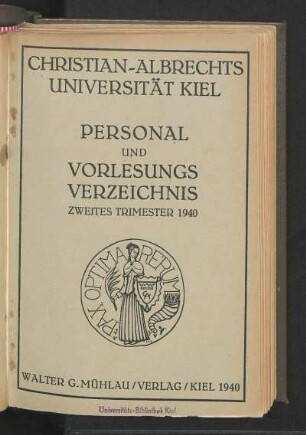 CHRISTIAN-ALBRECHTS
UNIVERSITÄT KIEL
PERSONAL
UND
VORLESUNGS
VERZEICHNIS
ZWEITES TRIMESTER 1940
PAX OPTIMA RERUM
WALTER G. MÜHLAU/VERLAG/KIEL 1940
Universitäts-Bibliothek Kiel